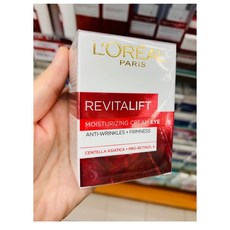 L'ORÉAL
PARIS
REVITALIFT
MOISTURIZING CREAM EYE
ANTI-WRINKLES + FIRMNESS
CENTELLA ASIATICA + PRO-RETINOL A